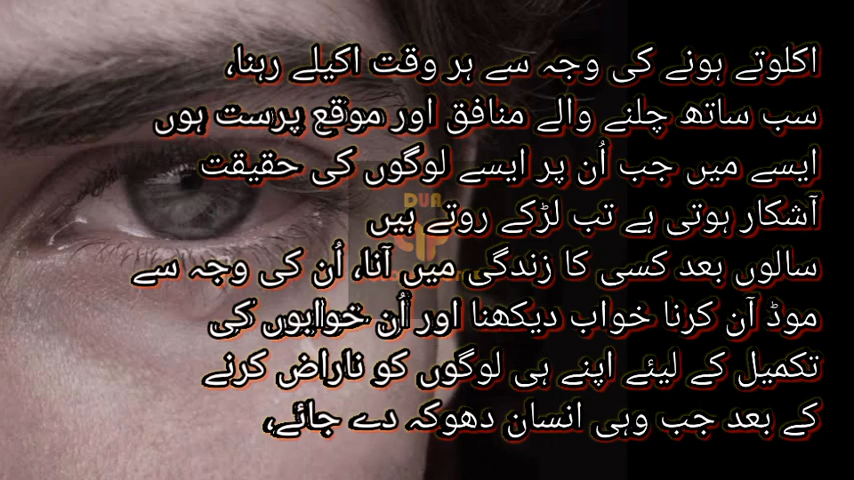 اکلوتے ہونے کی وجہ سے ہر وقت اکیلے رہنا،
سب ساتھ چلنے والے منافق اور موقع پرست ہوں
ایسے میں جب اُن پر ایسے لوگوں کی حقیقت
آشکار ہوتی ہے تب لڑکے روتے ہیں
سالوں بعد کسی کا زندگی میں آنا، اُن کی وجہ سے
موڈ آن کرنا خواب دیکھنا اور اُن خوابوں کی
تکمیل کے لیئے اپنے ہی لوگوں کو ناراض کرنے
کے بعد جب وہی انسان دھوکہ دے جائے،
DUA